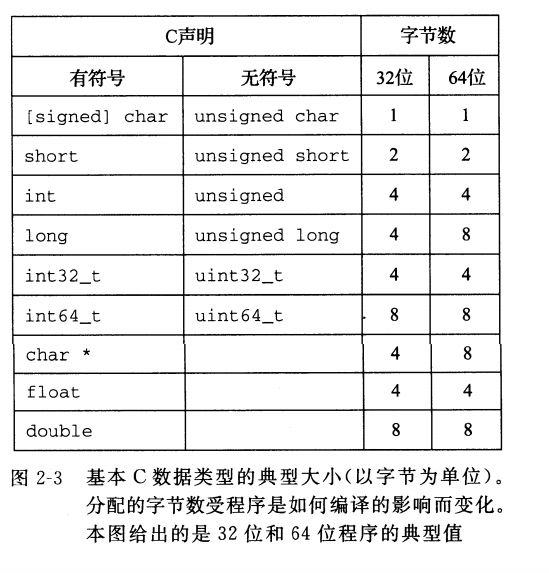 C声明 字节数
有符号 无符号 32位 64位
[signed] char unsigned char 1 1
short unsigned short 2 2
int unsigned 4 4
long unsigned long 4 8
int32_t uint32_t 4 4
int64_t uint64_t 8 8
char * 4 8
float 4 4
double 8 8
图 2-3 基本 C 数据类型的典型大小(以字节为单位)。
分配的字节数受程序是如何编译的影响而变化。
本图给出的是 32 位和 64 位程序的典型值